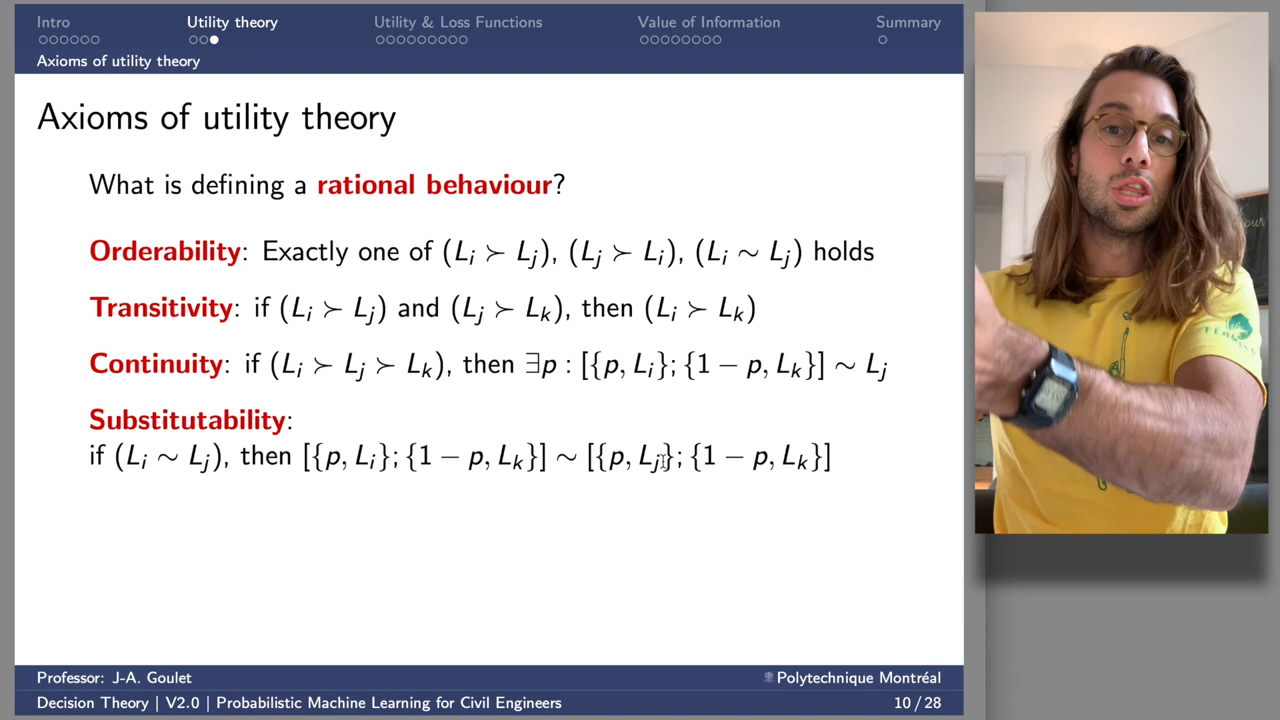 Intro
Utility theory
Utility & Loss Functions
Value of Information
Summary
Axioms of utility theory
Axioms of utility theory
What is defining a rational behaviour?
Orderability: Exactly one of (Lᵢ ≻ Lⱼ), (Lⱼ ≻ Lᵢ), (Lᵢ ∼ Lⱼ) holds
Transitivity: if (Lᵢ ≻ Lⱼ) and (Lⱼ ≻ Lₖ), then (Lᵢ ≻ Lₖ)
Continuity: if (Lᵢ ≻ Lⱼ ≻ Lₖ), then ∃p : [{p, Lᵢ}; {1 − p, Lₖ}] ∼ Lⱼ
Substitutability:
if (Lᵢ ∼ Lⱼ), then [{p, Lᵢ}; {1 − p, Lₖ}] ∼ [{p, Lⱼ}; {1 − p, Lₖ}]
Professor: J-A. Goulet
Polytechnique Montréal
Decision Theory | V2.0 | Probabilistic Machine Learning for Civil Engineers
10 / 28